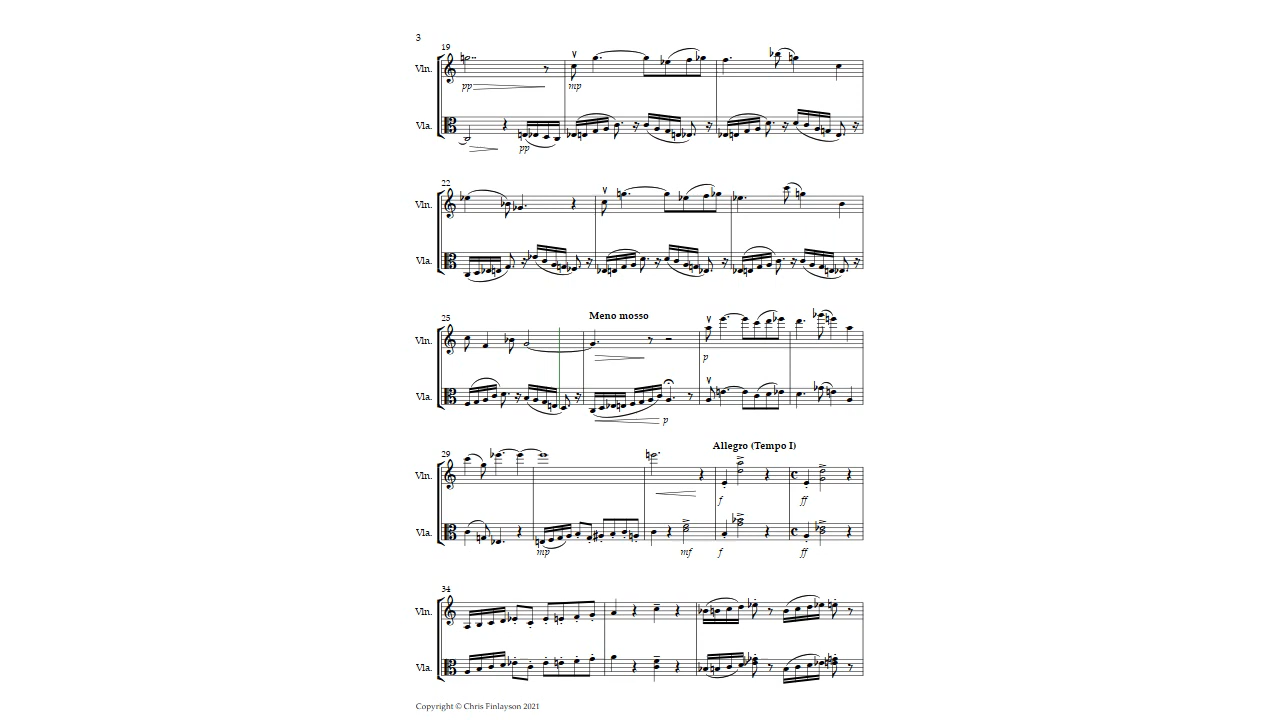 3
19
Vln.
pp
mp
Vla.
pp
22
Vln.
Vla.
Meno mosso
25
Vln.
p
Vla.
p
Allegro (Tempo I)
29
Vln.
f ff
Vla.
mp mf f ff
34
Vln.
Vla.
Copyright © Chris Finlayson 2021